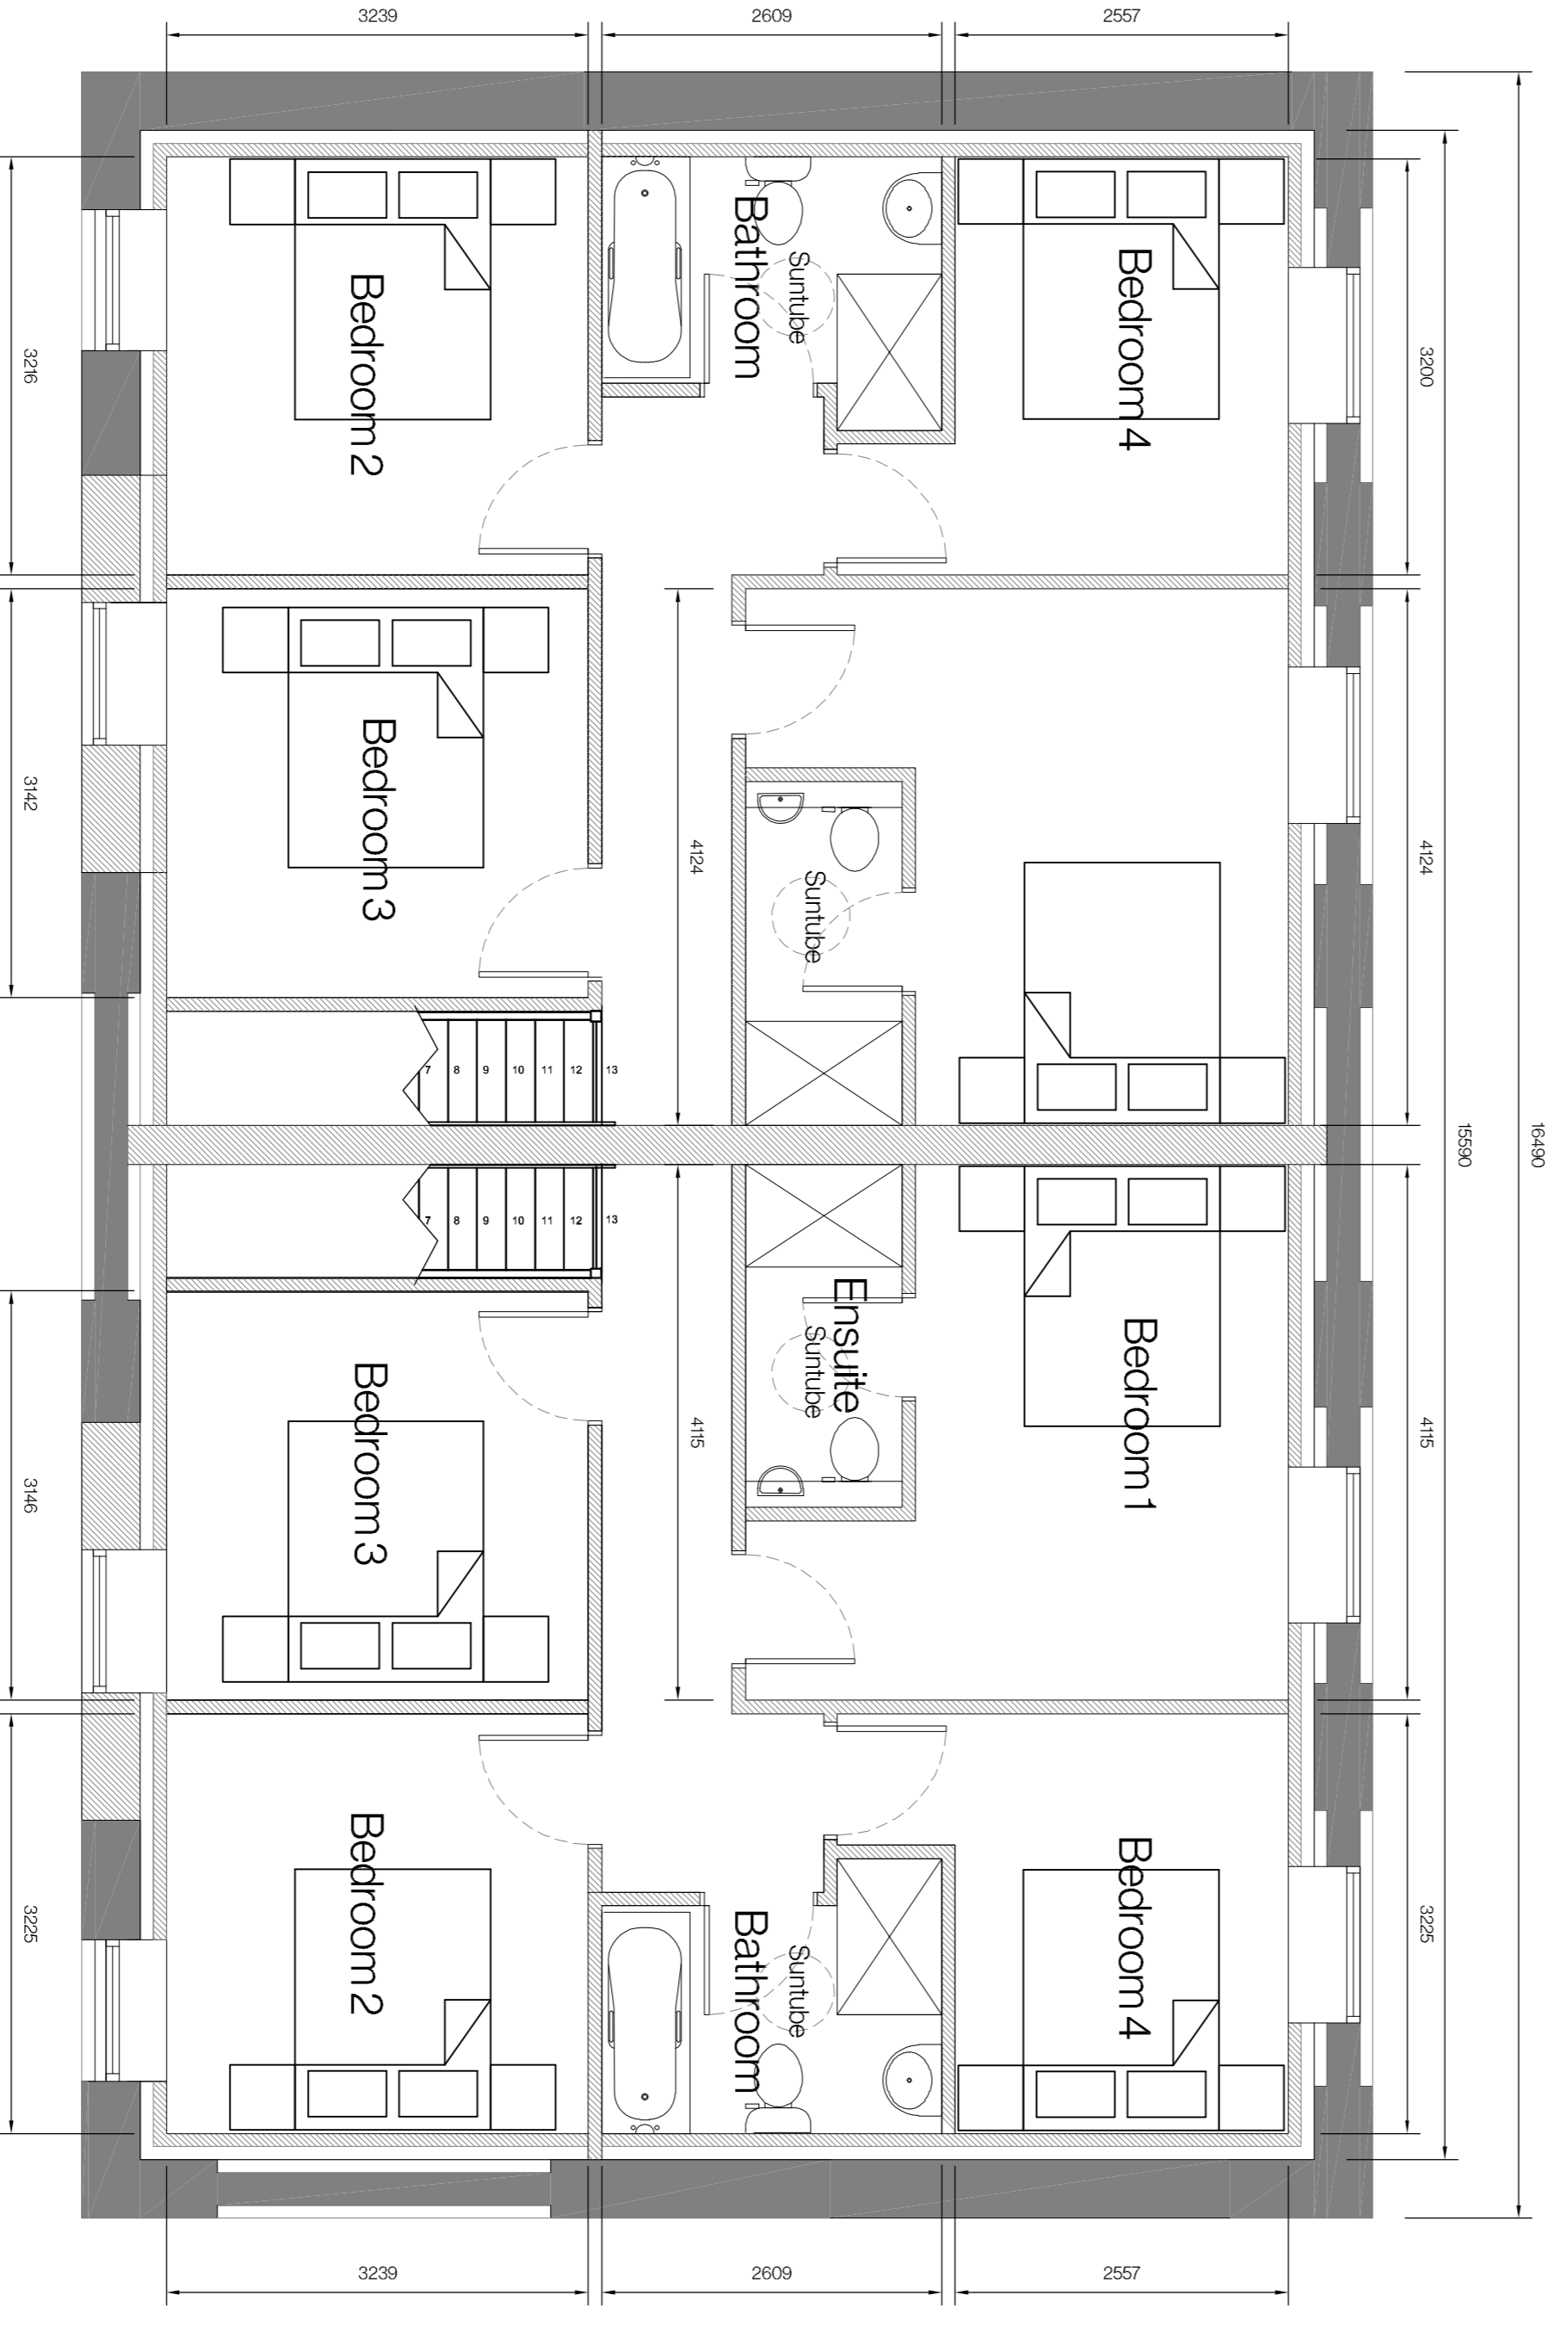 3239
2609
2557
Bedroom 2
Bathroom
Suntube
Bedroom 4
3216
3200
Bedroom 3
3142
4124
Suntube
4124
7 8 9 10 11 12 13
15590
16490
7 8 9 10 11 12 13
Bedroom 3
3146
4115
Ensuite
Suntube
Bedroom 1
4115
Bedroom 2
3225
Bathroom
Suntube
Bedroom 4
3225
3239
2609
2557